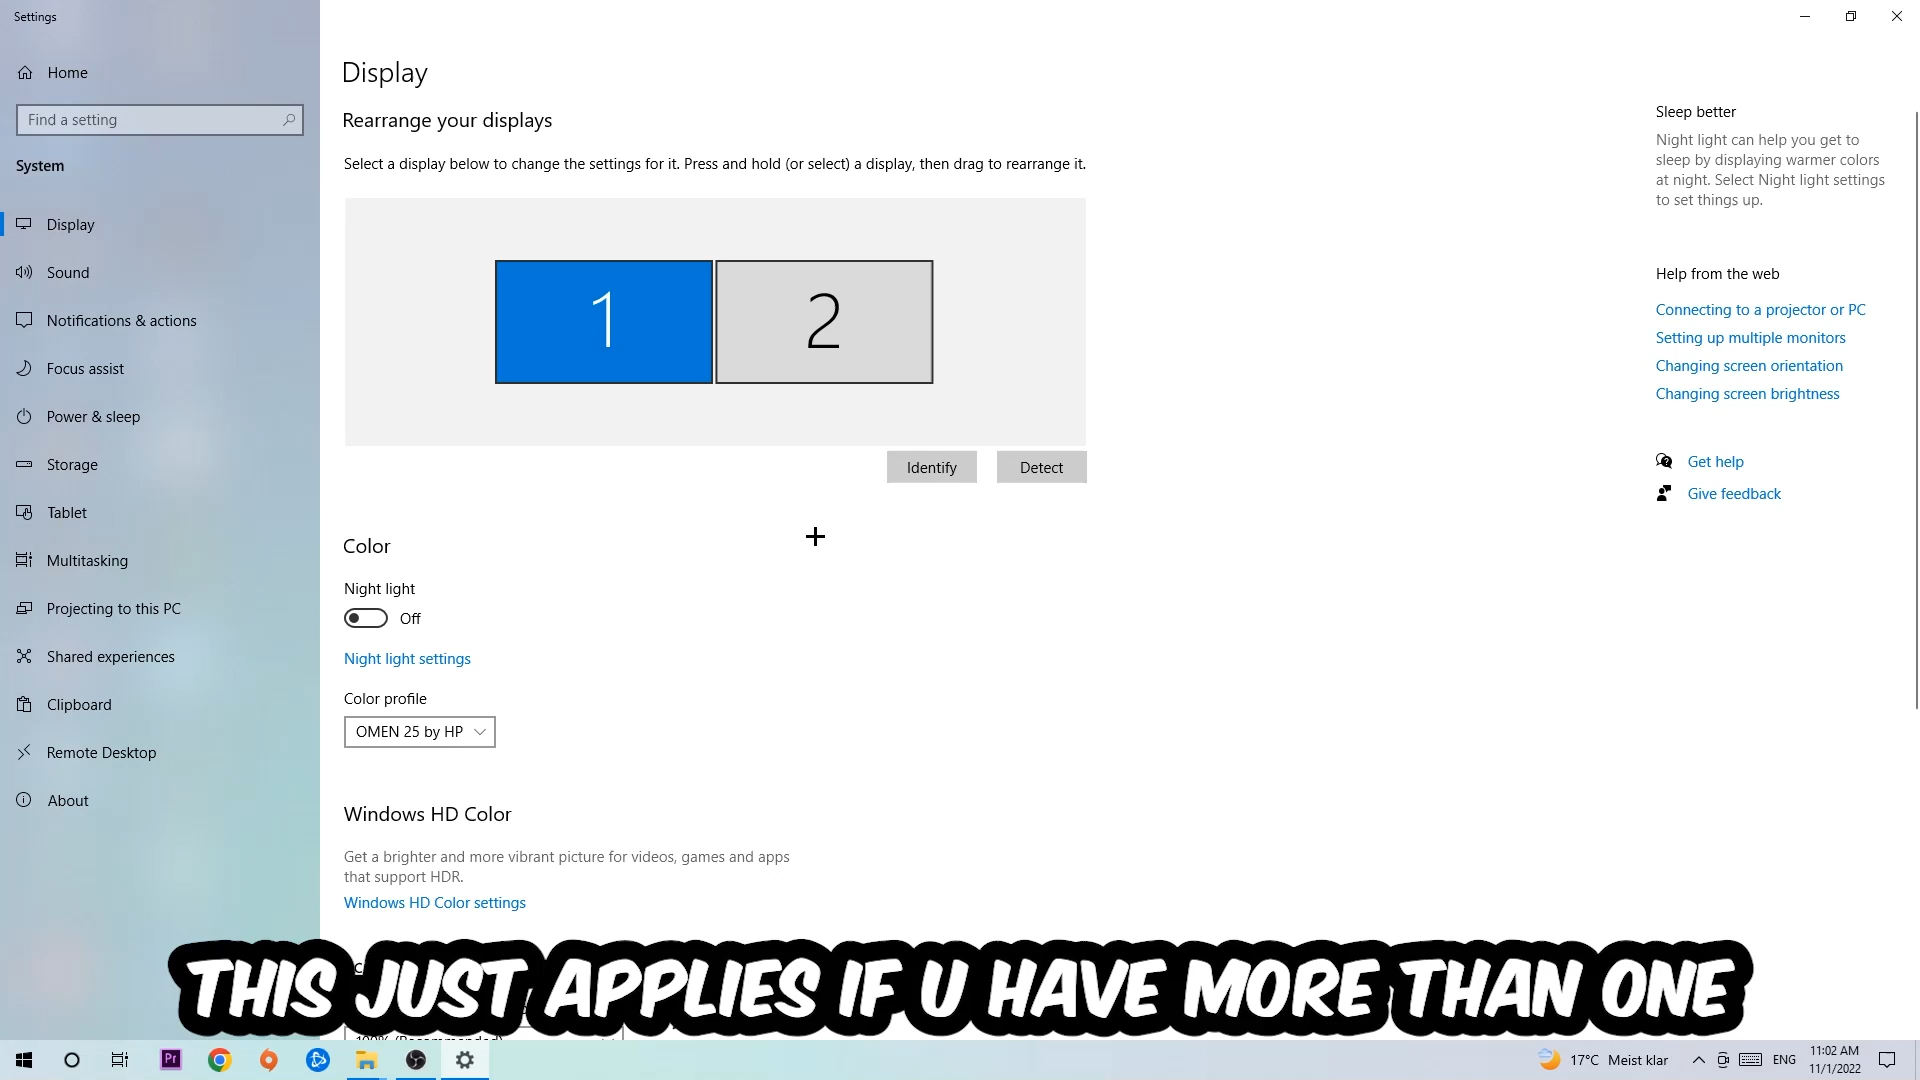 Settings
Home
Find a setting
System
Display
Sound
Notifications & actions
Focus assist
Power & sleep
Storage
Tablet
Multitasking
Projecting to this PC
Shared experiences
Clipboard
Remote Desktop
About
Display
Rearrange your displays
Select a display below to change the settings for it. Press and hold (or select) a display, then drag to rearrange it.
1
2
Identify
Detect
Color
Night light
Off
Night light settings
Color profile
OMEN 25 by HP
Windows HD Color
Get a brighter and more vibrant picture for videos, games and apps
that support HDR.
Windows HD Color settings
Sleep better
Night light can help you get to
sleep by displaying warmer colors
at night. Select Night light settings
to set things up.
Help from the web
Connecting to a projector or PC
Setting up multiple monitors
Changing screen orientation
Changing screen brightness
Get help
Give feedback
THIS JUST APPLIES IF U HAVE MORE THAN ONE
100% (Recommended)
Pr
17°C Meist klar
ENG
11:02 AM
11/1/2022